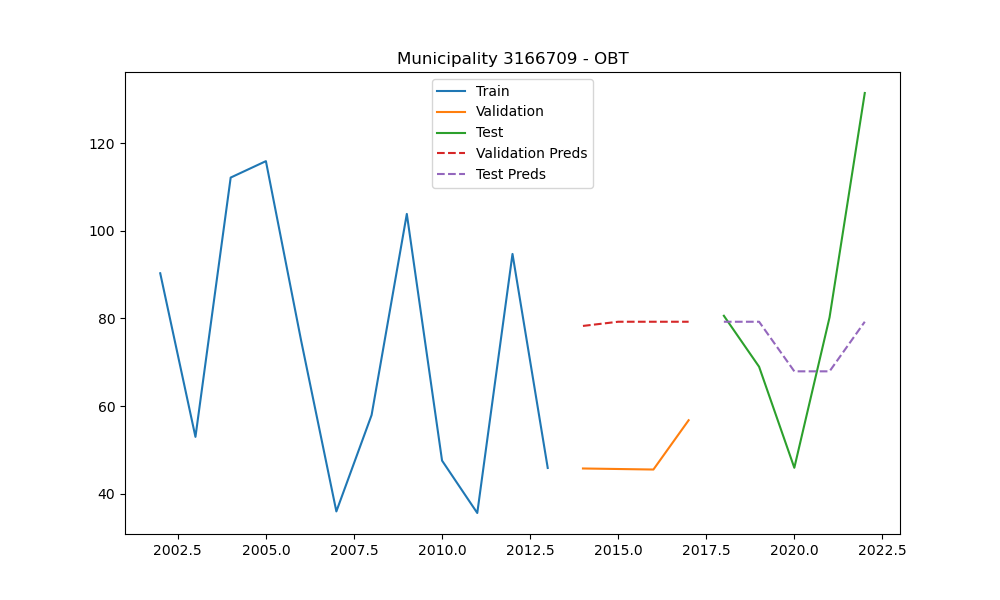 Municipality 3166709 - OBT
Train
Validation
Test
Validation Preds
Test Preds
120
100
80
60
40
2002.5 2005.0 2007.5 2010.0 2012.5 2015.0 2017.5 2020.0 2022.5